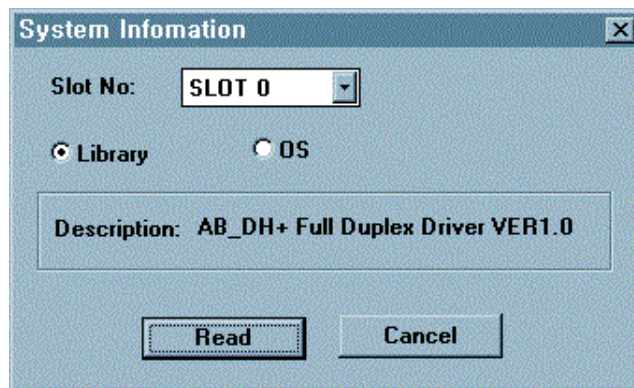 System Infomation
Slot No: SLOT 0
Library OS
Description: AB_DH+ Full Duplex Driver VER1.0
Read Cancel